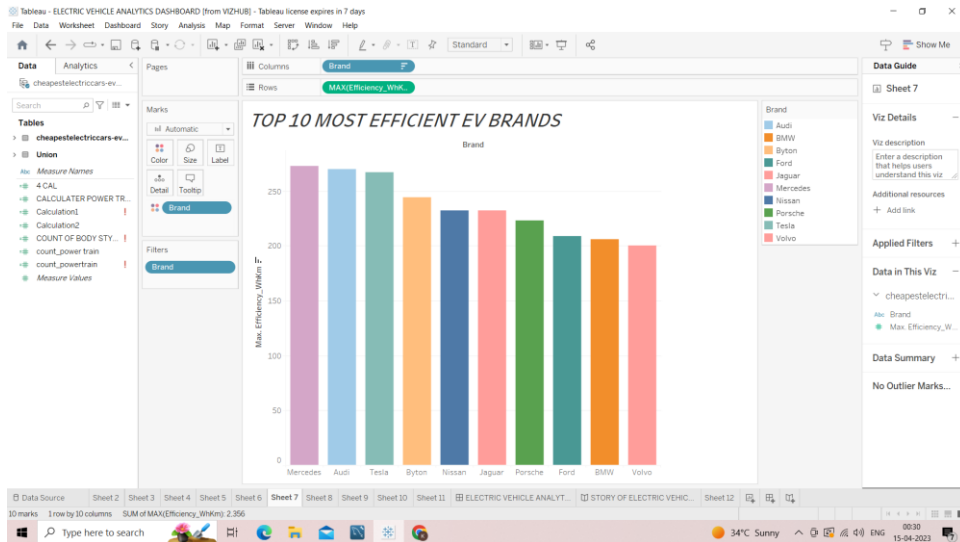 Tableau - ELECTRIC VEHICLE ANALYTICS DASHBOARD [from VIZHUB] - Tableau license expires in 7 days
File Data Worksheet Dashboard Story Analysis Map Format Server Window Help
Standard
Show Me
Data Analytics
cheapestelectriccars-ev...
Search
Tables
cheapestelectriccars-ev...
Union
Abc Measure Names
4 CAL
CALCULATER POWER TR...
Calculation1 !
Calculation2
COUNT OF BODY STY... !
count_power train
count_powertrain !
Measure Values
Pages
Marks
Automatic
Color Size Label
Detail Tooltip
Brand
Filters
Brand
Columns Brand
Rows MAX(Efficiency_WhK..
TOP 10 MOST EFFICIENT EV BRANDS
Brand
Max. Efficiency_WhKm
250
200
150
100
50
0
Mercedes Audi Tesla Byton Nissan Jaguar Porsche Ford BMW Volvo
Brand
Audi
BMW
Byton
Ford
Jaguar
Mercedes
Nissan
Porsche
Tesla
Volvo
Data Guide
Sheet 7
Viz Details
Viz description
Enter a description
that helps users
understand this viz
Additional resources
+ Add link
Applied Filters
Data in This Viz
cheapestelectri...
Abc Brand
Max. Efficiency_W...
Data Summary
No Outlier Marks...
Data Source Sheet 2 Sheet 3 Sheet 4 Sheet 5 Sheet 6 Sheet 7 Sheet 8 Sheet 9 Sheet 10 Sheet 11 ELECTRIC VEHICLE ANALYT... STORY OF ELECTRIC VEHIC... Sheet 12
10 marks 1 row by 10 columns SUM of MAX(Efficiency_WhKm): 2.356
Type here to search
34°C Sunny ENG 00:30
15-04-2023